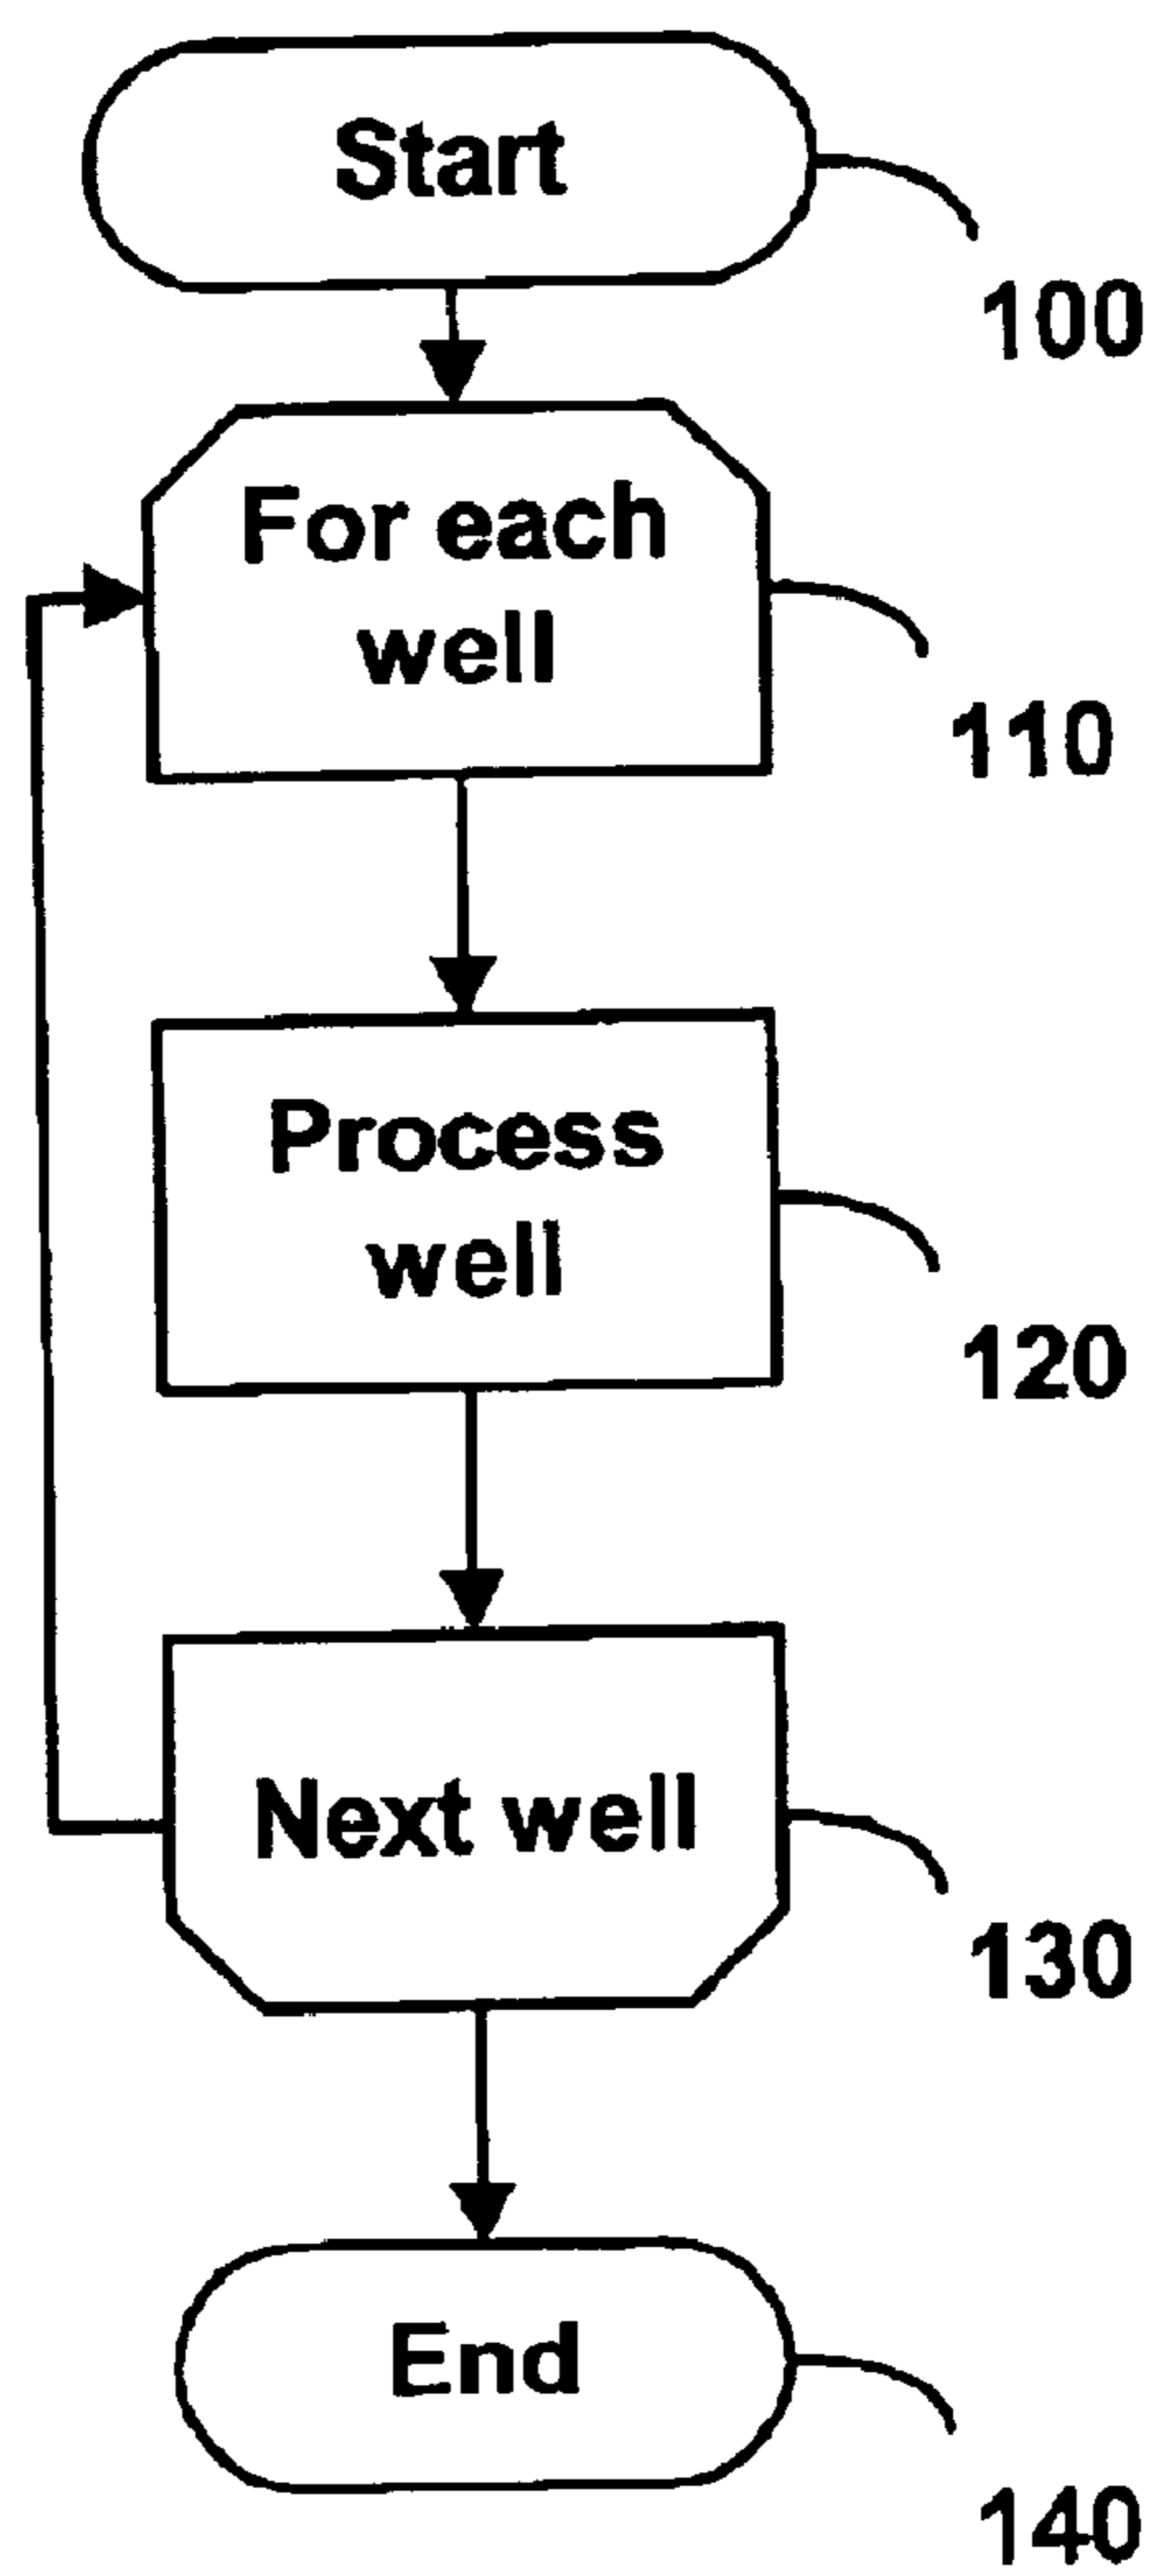 Start
100
For each
well
110
Process
well
120
Next well
130
End
140